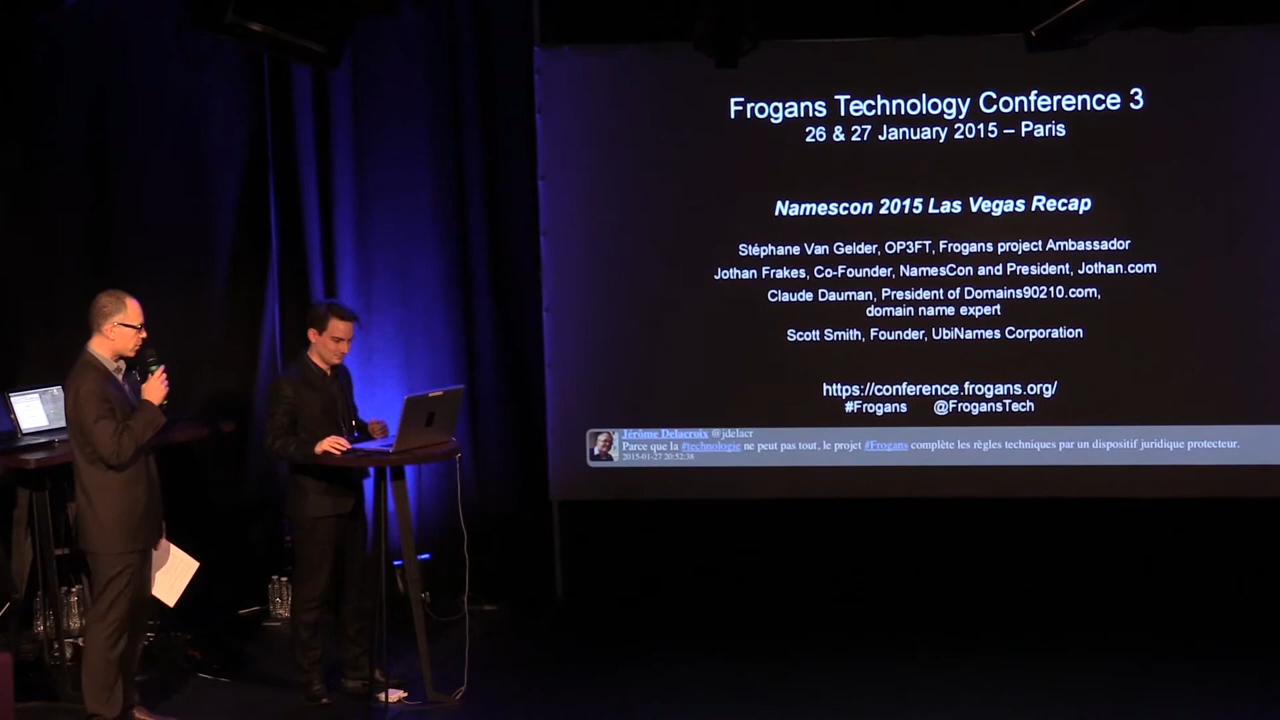 Frogans Technology Conference 3
26 & 27 January 2015 – Paris
Namescon 2015 Las Vegas Recap
Stéphane Van Gelder, OP3FT, Frogans project Ambassador
Jothan Frakes, Co-Founder, NamesCon and President, Jothan.com
Claude Dauman, President of Domains90210.com,
domain name expert
Scott Smith, Founder, UbiNames Corporation
https://conference.frogans.org/
#Frogans @FrogansTech
Jérôme Delacroix @jdelacr
Parce que la #technologie ne peut pas tout, le projet #Frogans complète les règles techniques par un dispositif juridique protecteur.
2015-01-27 20:52:38